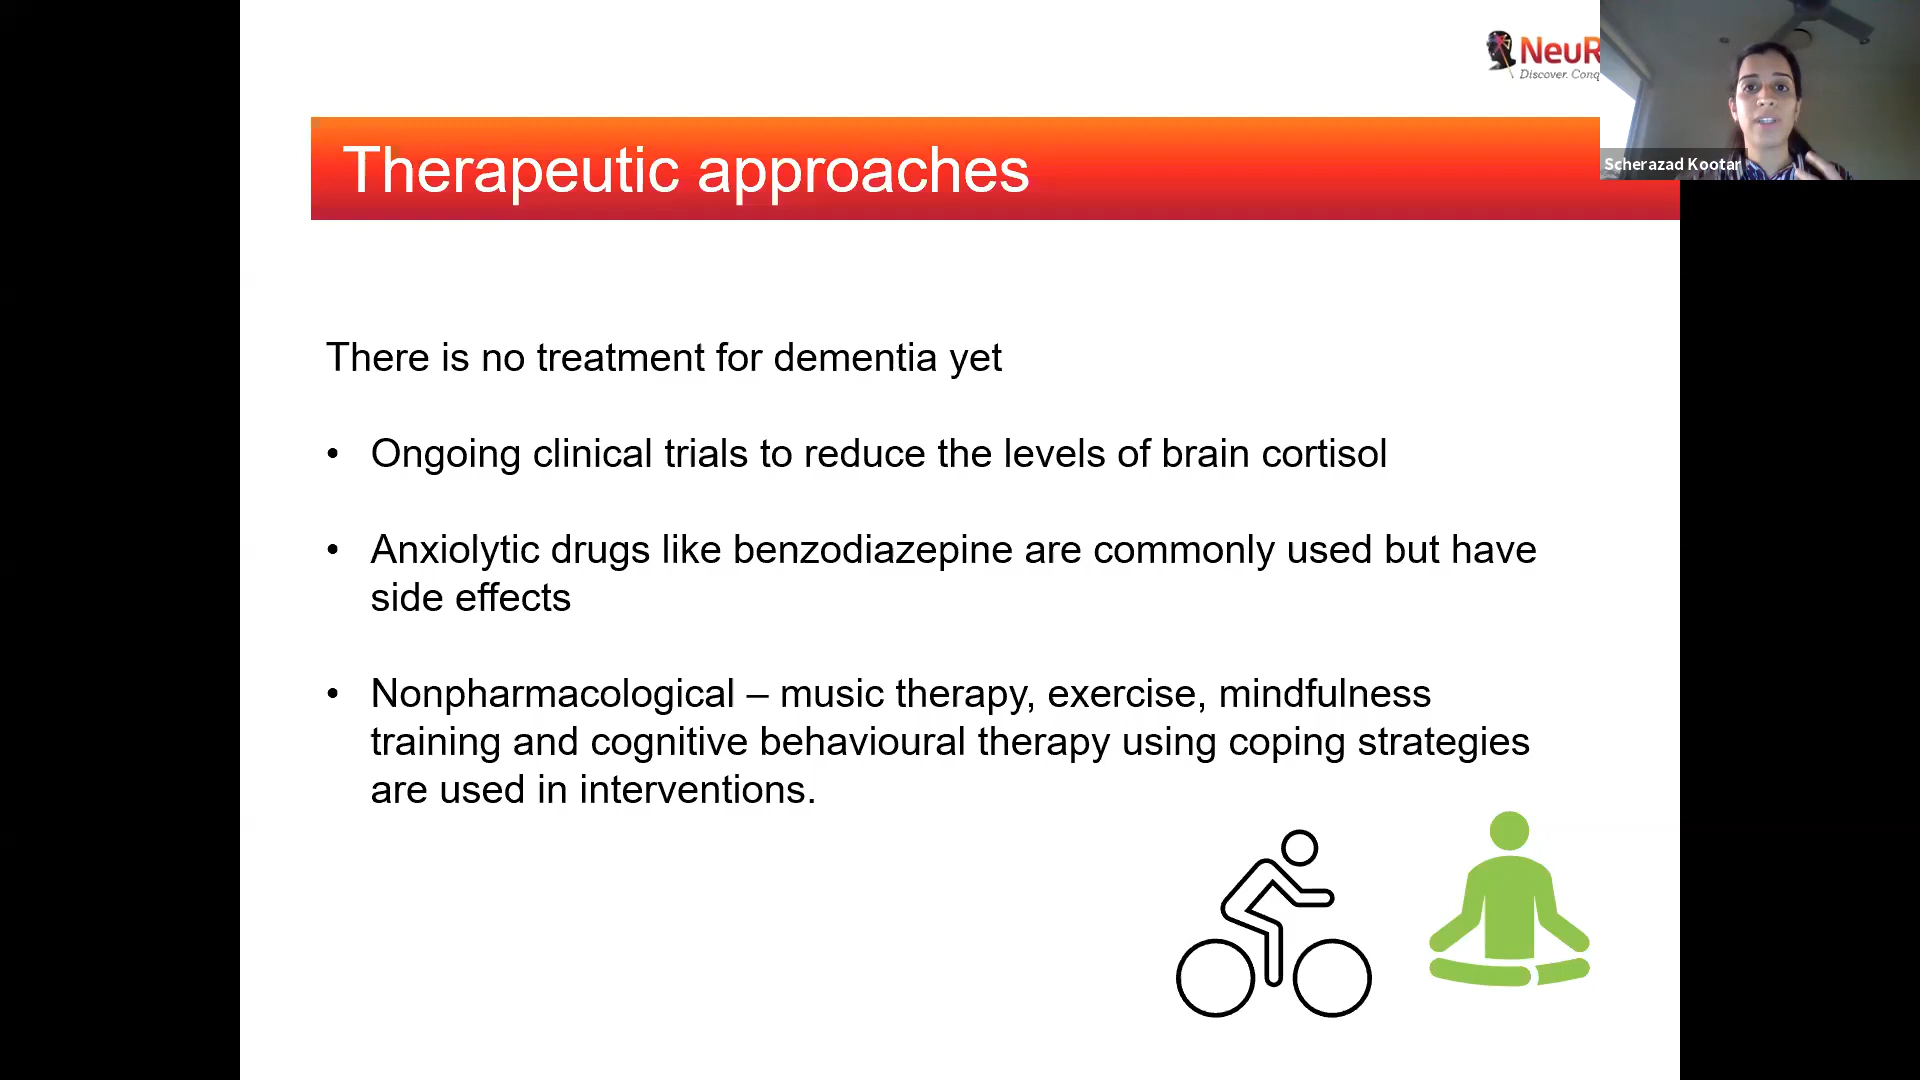 NeuR
Discover. Conq
Scherazad Kootar
Therapeutic approaches
There is no treatment for dementia yet
• Ongoing clinical trials to reduce the levels of brain cortisol
• Anxiolytic drugs like benzodiazepine are commonly used but have
side effects
• Nonpharmacological – music therapy, exercise, mindfulness
training and cognitive behavioural therapy using coping strategies
are used in interventions.